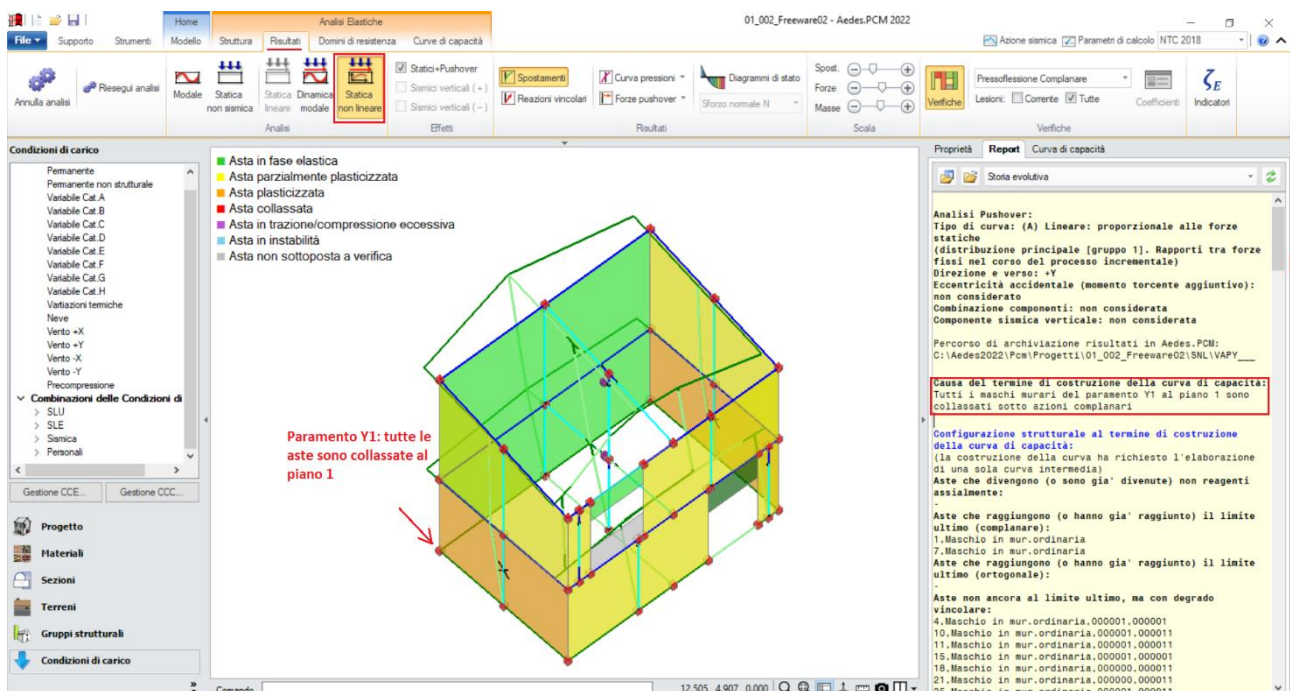 01_002_Freeware02 - Aedes.PCM 2022
Home
Analisi Elastiche
File
Supporto
Strumenti
Modello
Struttura
Risultati
Domini di resistenza
Curve di capacità
Azione sismica
Parametri di calcolo
NTC 2018
Annulla analisi
Riesegui analisi
Modale
Statica non sismica
Statica lineare
Dinamica modale
Statica non lineare
Analisi
Statici+Pushover
Sismici verticali (+)
Sismici verticali (-)
Effetti
Spostamenti
Reazioni vincolari
Curva pressioni
Forze pushover
Diagrammi di stato
Sforzo normale N
Risultati
Spost.
Forze
Masse
Scala
Verifiche
Pressoflessione Complanare
Lesioni:
Corrente
Tutte
Coefficienti
Indicatori
ζE
Verifiche
Condizioni di carico
Permanente
Permanente non strutturale
Variabile Cat.A
Variabile Cat.B
Variabile Cat.C
Variabile Cat.D
Variabile Cat.E
Variabile Cat.F
Variabile Cat.G
Variabile Cat.H
Variazioni termiche
Neve
Vento +X
Vento +Y
Vento -X
Vento -Y
Precompressione
Combinazioni delle Condizioni di
SLU
SLE
Sismica
Personali
Gestione CCE...
Gestione CCC...
Progetto
Materiali
Sezioni
Terreni
Gruppi strutturali
Condizioni di carico
Asta in fase elastica
Asta parzialmente plasticizzata
Asta plasticizzata
Asta collassata
Asta in trazione/compressione eccessiva
Asta in instabilità
Asta non sottoposta a verifica
Paramento Y1: tutte le
aste sono collassate al
piano 1
Comando
12.505 4.907 0.000
Proprietà
Report
Curva di capacità
Storia evolutiva
Analisi Pushover:
Tipo di curva: (A) Lineare: proporzionale alle forze
statiche
(distribuzione principale [gruppo 1]. Rapporti tra forze
fissi nel corso del processo incrementale)
Direzione e verso: +Y
Eccentricità accidentale (momento torcente aggiuntivo):
non considerato
Combinazione componenti: non considerata
Componente sismica verticale: non considerata
Percorso di archiviazione risultati in Aedes.PCM:
C:\Aedes2022\Pcm\Progetti\01_002_Freeware02\SNL\VAPY___
Causa del termine di costruzione della curva di capacità:
Tutti i maschi murari del paramento Y1 al piano 1 sono
collassati sotto azioni complanari
Configurazione strutturale al termine di costruzione
della curva di capacità:
(la costruzione della curva ha richiesto l'elaborazione
di una sola curva intermedia)
Aste che divengono (o sono gia' divenute) non reagenti
assialmente:
-
Aste che raggiungono (o hanno gia' raggiunto) il limite
ultimo (complanare):
1,Maschio in mur.ordinaria
7,Maschio in mur.ordinaria
Aste che raggiungono (o hanno gia' raggiunto) il limite
ultimo (ortogonale):
-
Aste non ancora al limite ultimo, ma con degrado
vincolare:
4,Maschio in mur.ordinaria,000001,000001
10,Maschio in mur.ordinaria,000001,000011
11,Maschio in mur.ordinaria,000001,000011
15,Maschio in mur.ordinaria,000001,000011
18,Maschio in mur.ordinaria,000000,000011
21,Maschio in mur.ordinaria,000000,000011